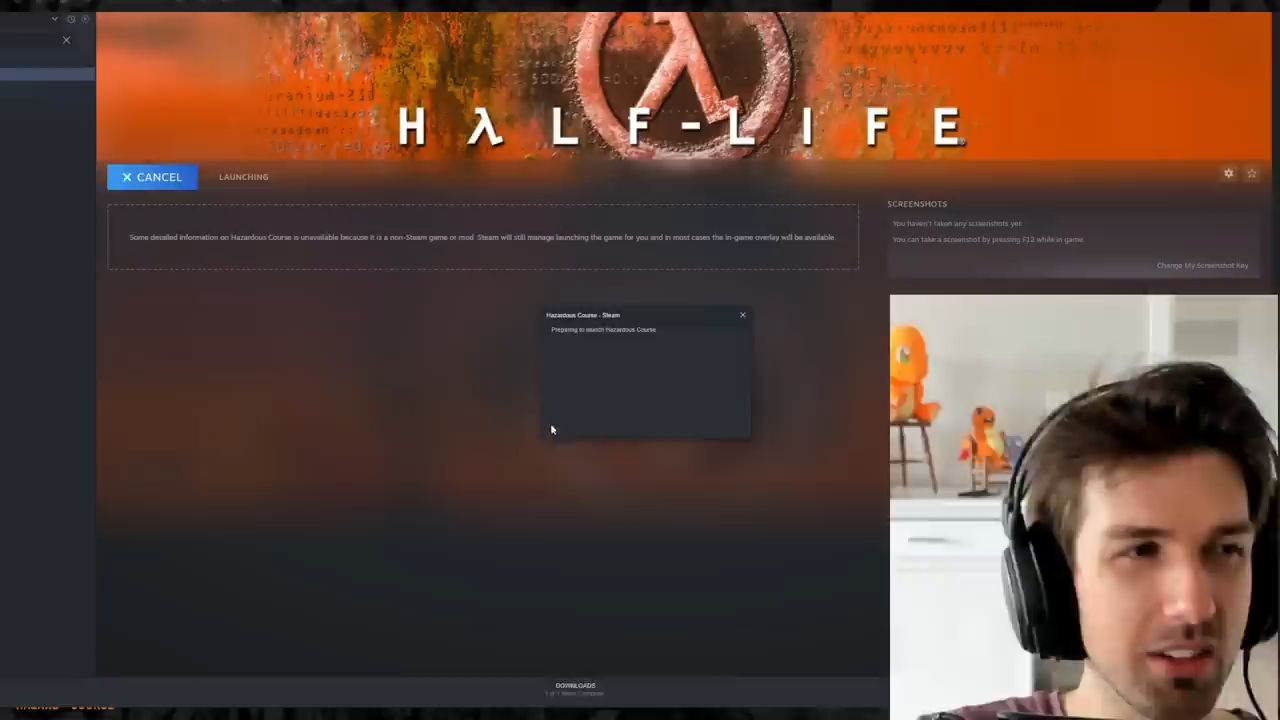 HλLF-LIFE
CANCEL
LAUNCHING
Some detailed information on Hazardous Course is unavailable because it is a non-Steam game or mod. Steam will still manage launching the game for you and in most cases the in-game overlay will be available.
SCREENSHOTS
You haven't taken any screenshots yet
You can take a screenshot by pressing F12 while in game
Change My Screenshot Key
Hazardous Course - Steam
Preparing to launch Hazardous Course
DOWNLOADS